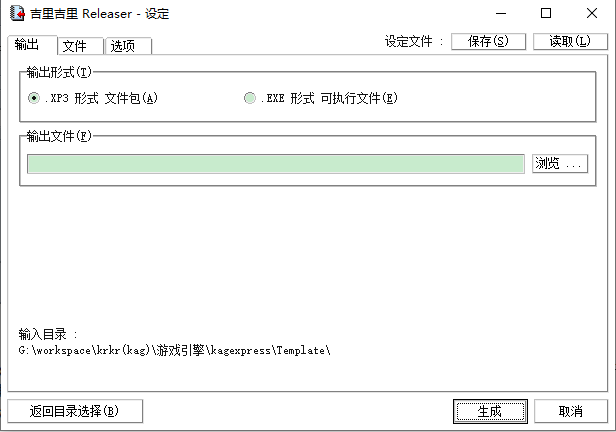 吉里吉里 Releaser - 设定
输出 文件 选项 设定文件 : 保存(S) 读取(L)
输出形式(T)
.XP3 形式 文件包(A) .EXE 形式 可执行文件(E)
输出文件(F)
浏览 ...
输入目录 :
G:\workspace\krkr(kag)\游戏引擎\kagexpress\Template\
返回目录选择(B) 生成 取消